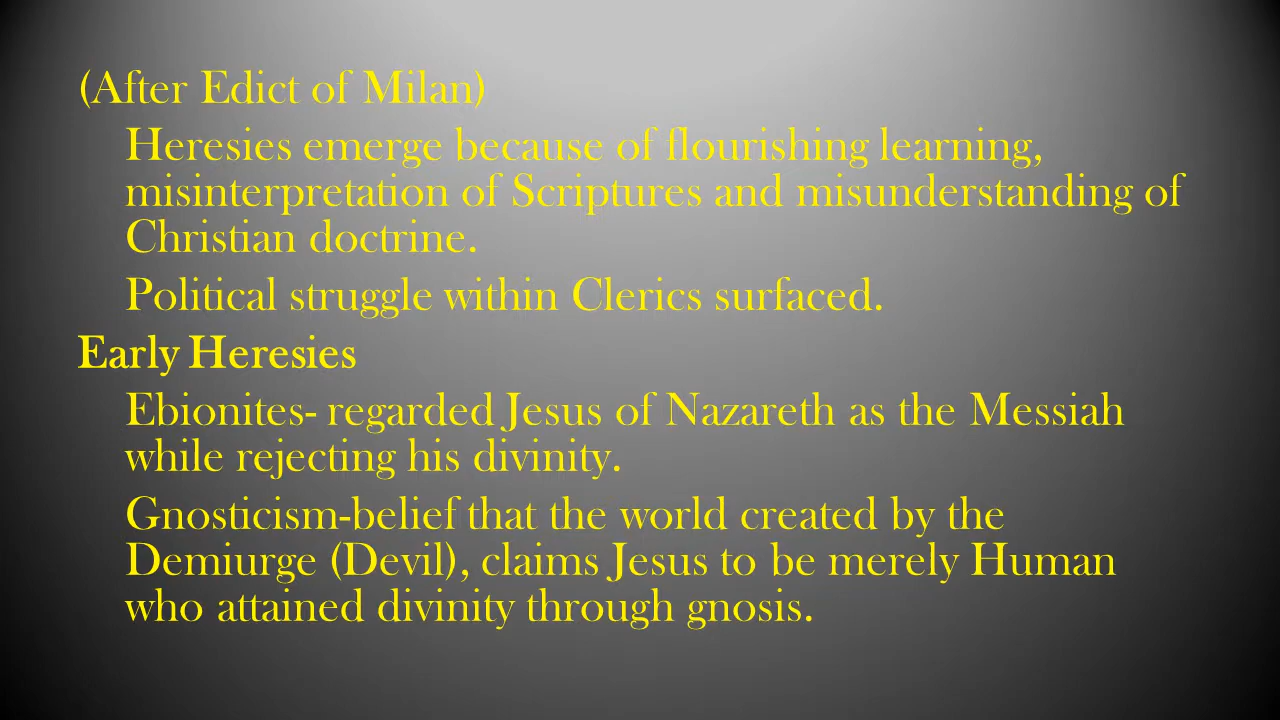 (After Edict of Milan)
Heresies emerge because of flourishing learning,
misinterpretation of Scriptures and misunderstanding of
Christian doctrine.
Political struggle within Clerics surfaced.
Early Heresies
Ebionites- regarded Jesus of Nazareth as the Messiah
while rejecting his divinity.
Gnosticism-belief that the world created by the
Demiurge (Devil), claims Jesus to be merely Human
who attained divinity through gnosis.